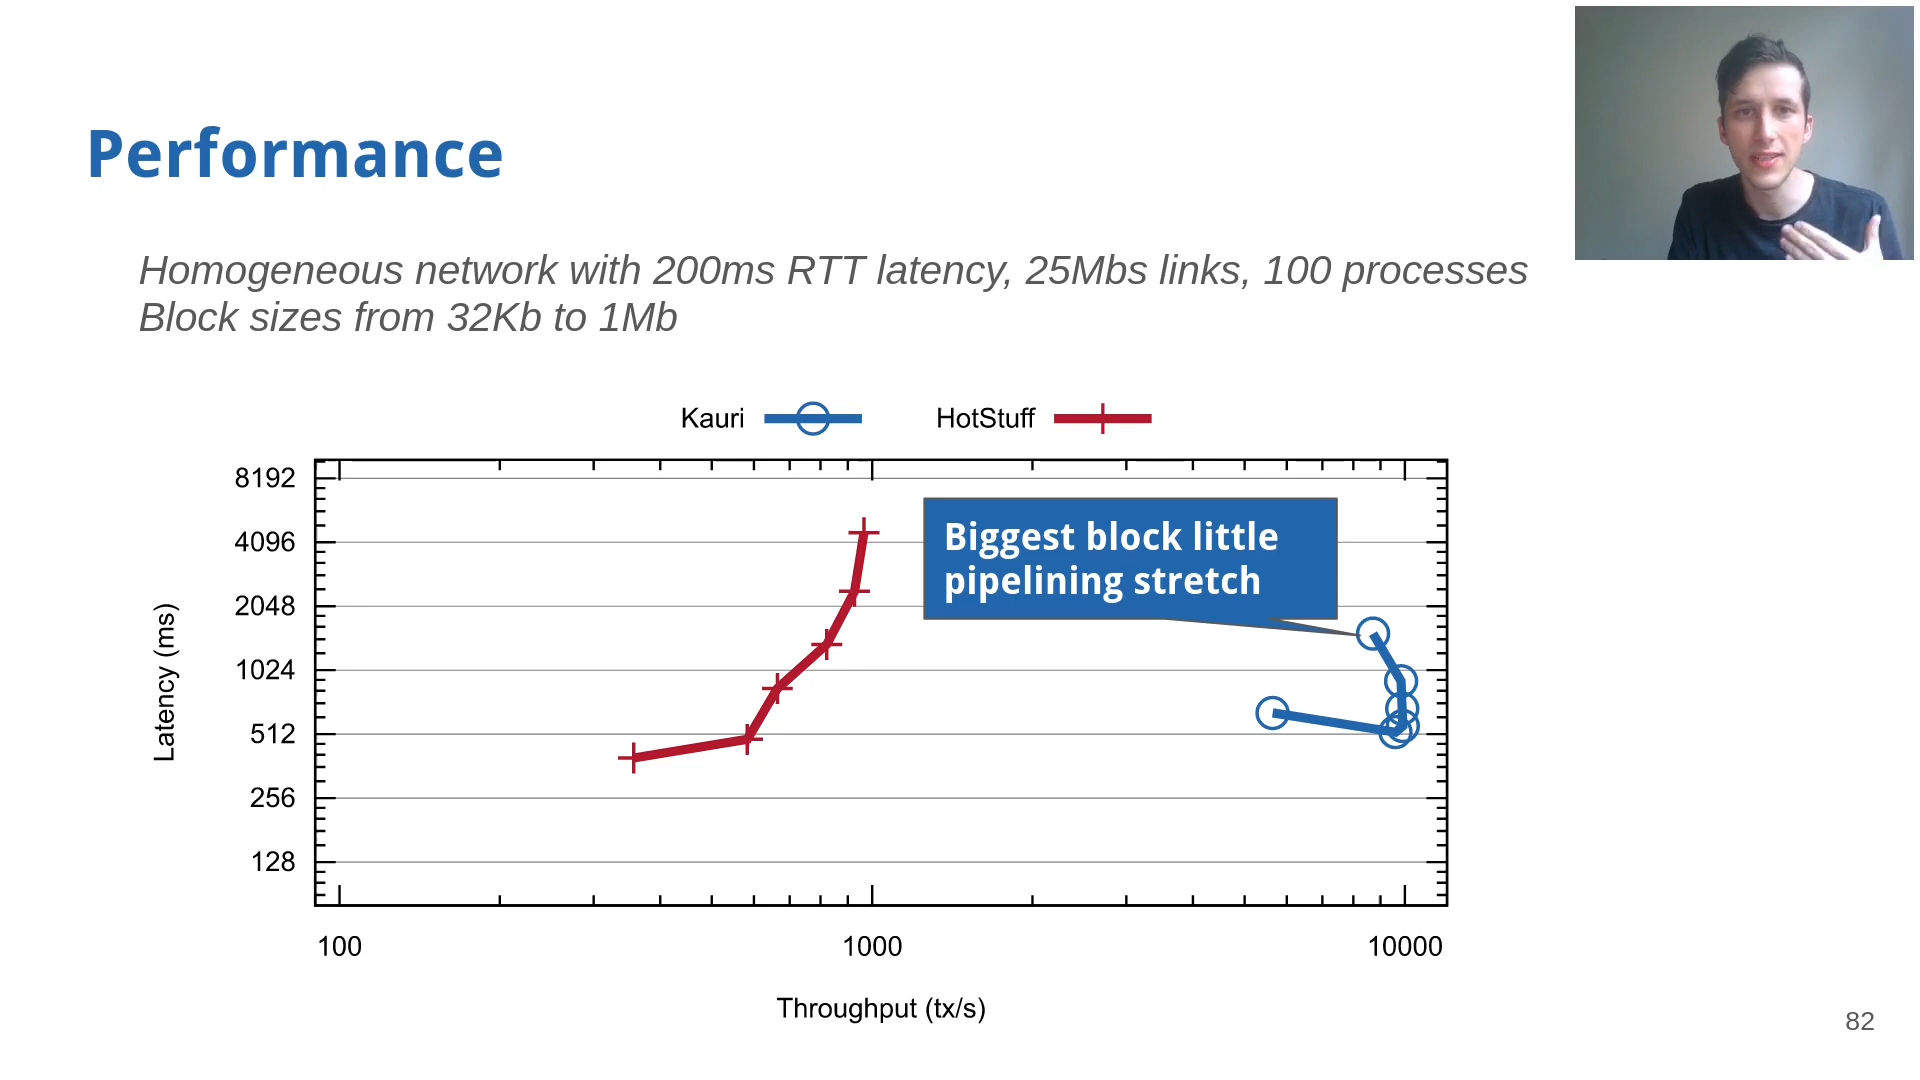 Performance
Homogeneous network with 200ms RTT latency, 25Mbs links, 100 processes
Block sizes from 32Kb to 1Mb
Kauri
HotStuff
8192
4096
2048
1024
512
256
128
Latency (ms)
Biggest block little
pipelining stretch
100
1000
10000
Throughput (tx/s)
82